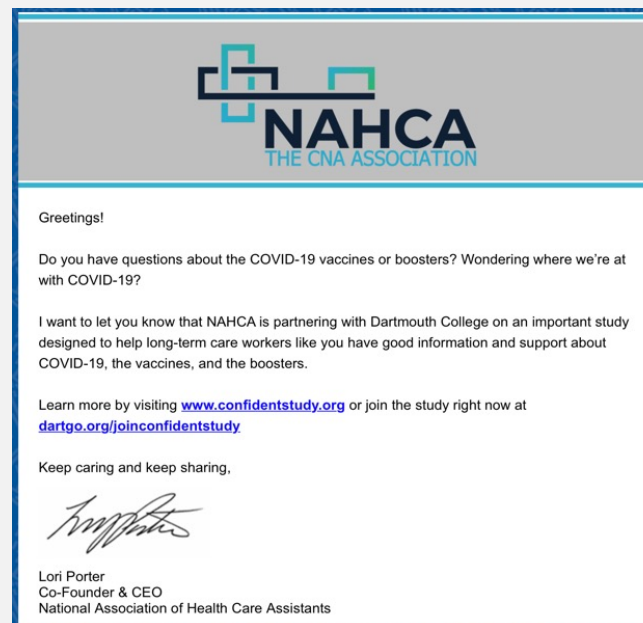 NAHCA
THE CNA ASSOCIATION
Greetings!
Do you have questions about the COVID-19 vaccines or boosters? Wondering where we're at
with COVID-19?
I want to let you know that NAHCA is partnering with Dartmouth College on an important study
designed to help long-term care workers like you have good information and support about
COVID-19, the vaccines, and the boosters.
Learn more by visiting www.confidentstudy.org or join the study right now at
dartgo.org/joinconfidentstudy
Keep caring and keep sharing,
Lori Porter
Co-Founder & CEO
National Association of Health Care Assistants